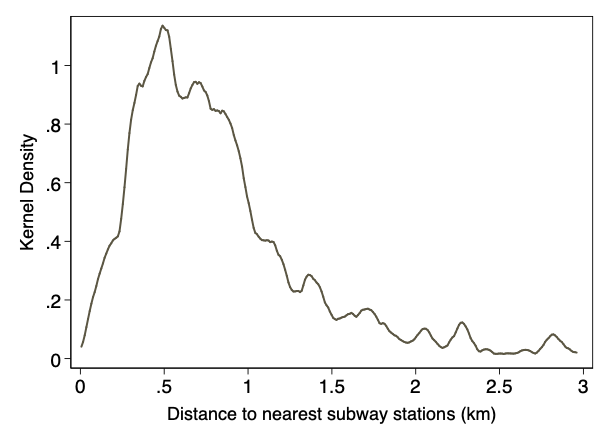 Kernel Density
1
.8
.6
.4
.2
0
0 .5 1 1.5 2 2.5 3
Distance to nearest subway stations (km)